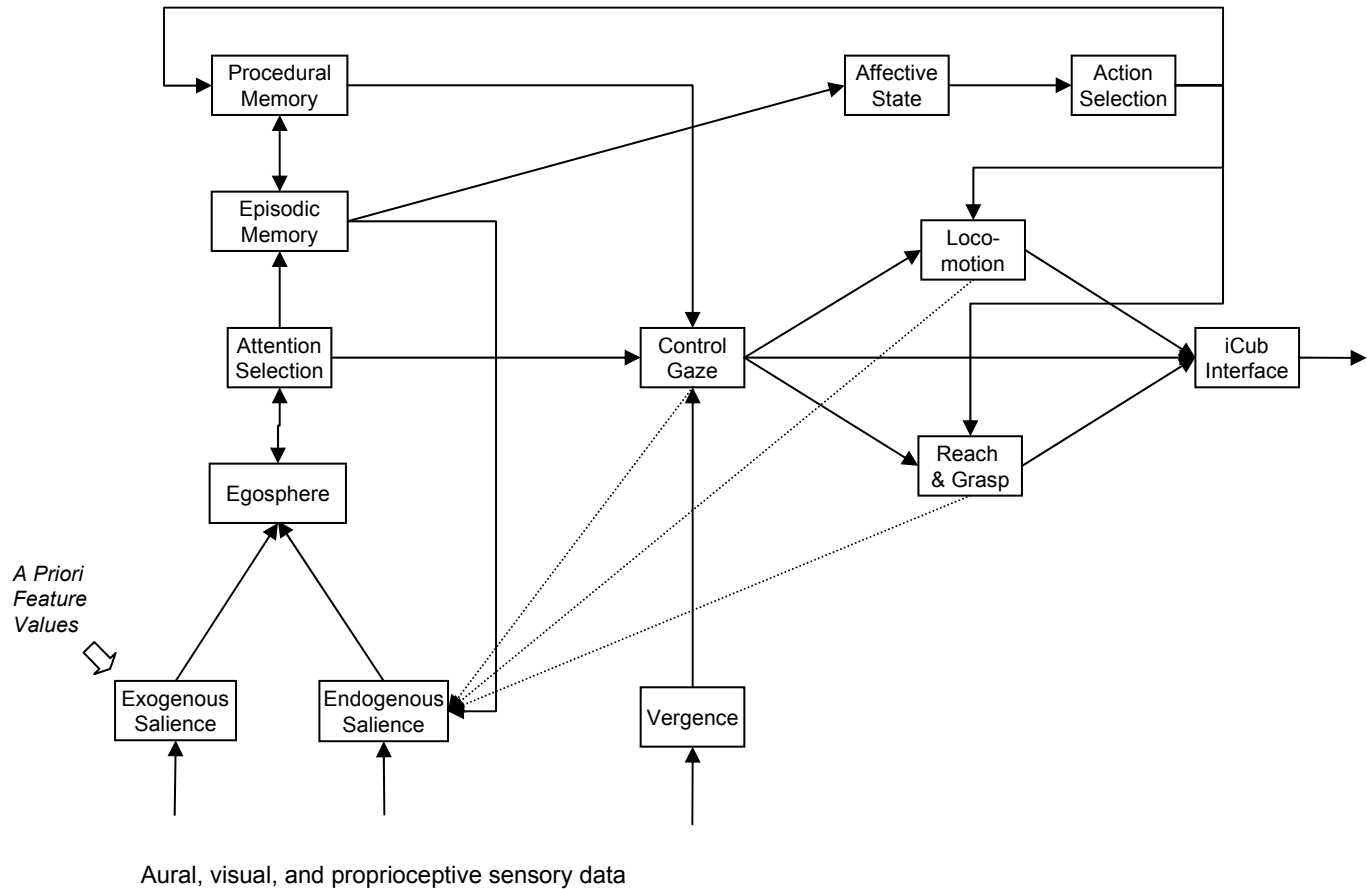 Procedural
Memory
Affective
State
Action
Selection
Episodic
Memory
Loco-
motion
Attention
Selection
Control
Gaze
iCub
Interface
Reach
& Grasp
Egosphere
A Priori
Feature
Values
Exogenous
Salience
Endogenous
Salience
Vergence
Aural, visual, and proprioceptive sensory data